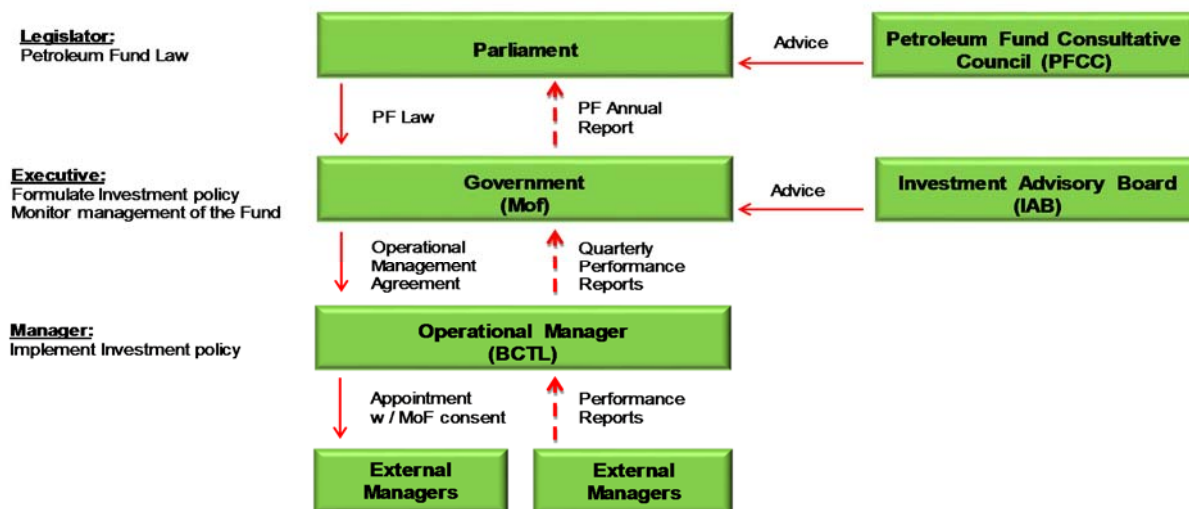 Legislator:
Petroleum Fund Law
Parliament
Advice
Petroleum Fund Consultative
Council (PFCC)
PF Law
PF Annual
Report
Executive:
Formulate Investment policy
Monitor management of the Fund
Government
(Mof)
Advice
Investment Advisory Board
(IAB)
Operational
Management
Agreement
Quarterly
Performance
Reports
Manager:
Implement Investment policy
Operational Manager
(BCTL)
Appointment
w / MoF consent
Performance
Reports
External
Managers
External
Managers